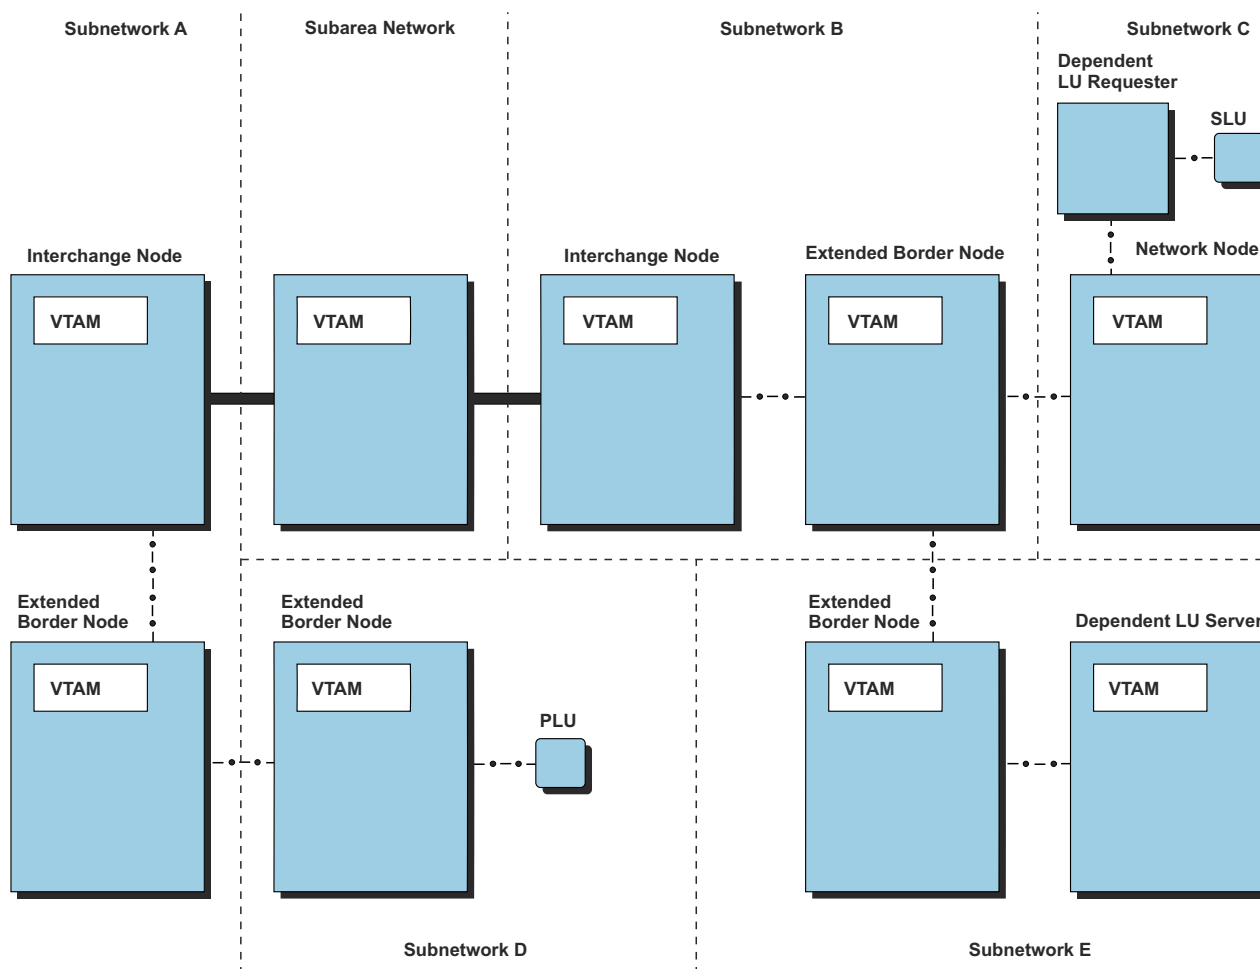 Subnetwork A
Subarea Network
Subnetwork B
Subnetwork C
Dependent
LU Requester
SLU
Interchange Node
Interchange Node
Extended Border Node
Network Node
VTAM
VTAM
VTAM
VTAM
VTAM
Extended
Border Node
Extended
Border Node
Extended
Border Node
Dependent LU Server
VTAM
VTAM
VTAM
VTAM
PLU
Subnetwork D
Subnetwork E